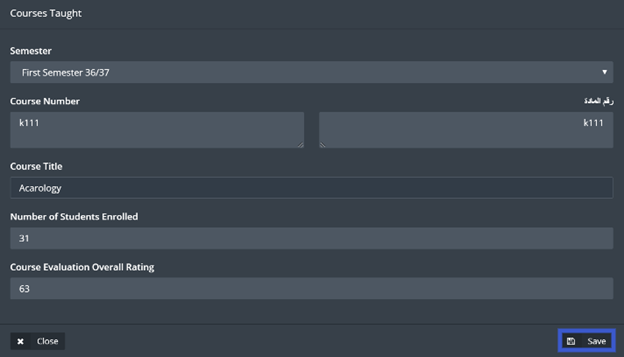 Courses Taught
Semester
First Semester 36/37
Course Number رقم المادة
k111 k111
Course Title
Acarology
Number of Students Enrolled
31
Course Evaluation Overall Rating
63
Close Save